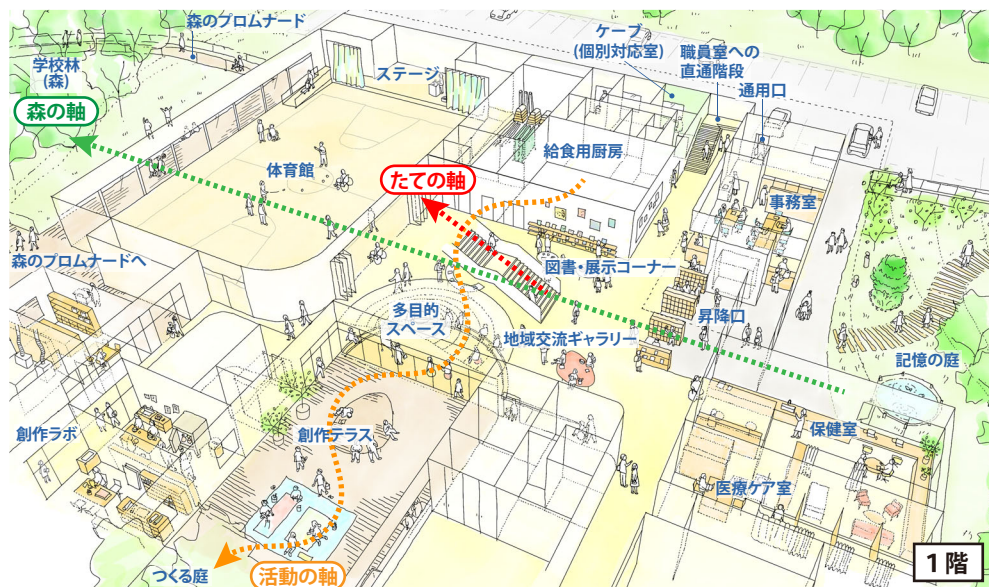 森のプロムナード
学校林
(森)
森の軸
ステージ
ケーブ
(個別対応室)
職員室への
直通階段
通用口
体育館
たての軸
給食用厨房
事務室
森のプロムナードへ
図書・展示コーナー
多目的
スペース
地域交流ギャラリー
昇降口
記憶の庭
創作ラボ
創作テラス
保健室
医療ケア室
つくる庭
活動の軸
1階